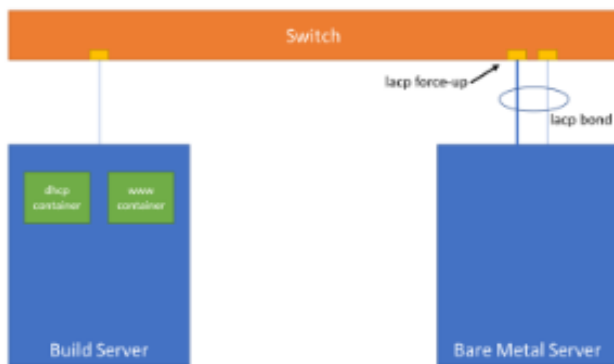 Switch
lacp force-up
lacp bond
dhcp
container
www
container
Build Server
Bare Metal Server